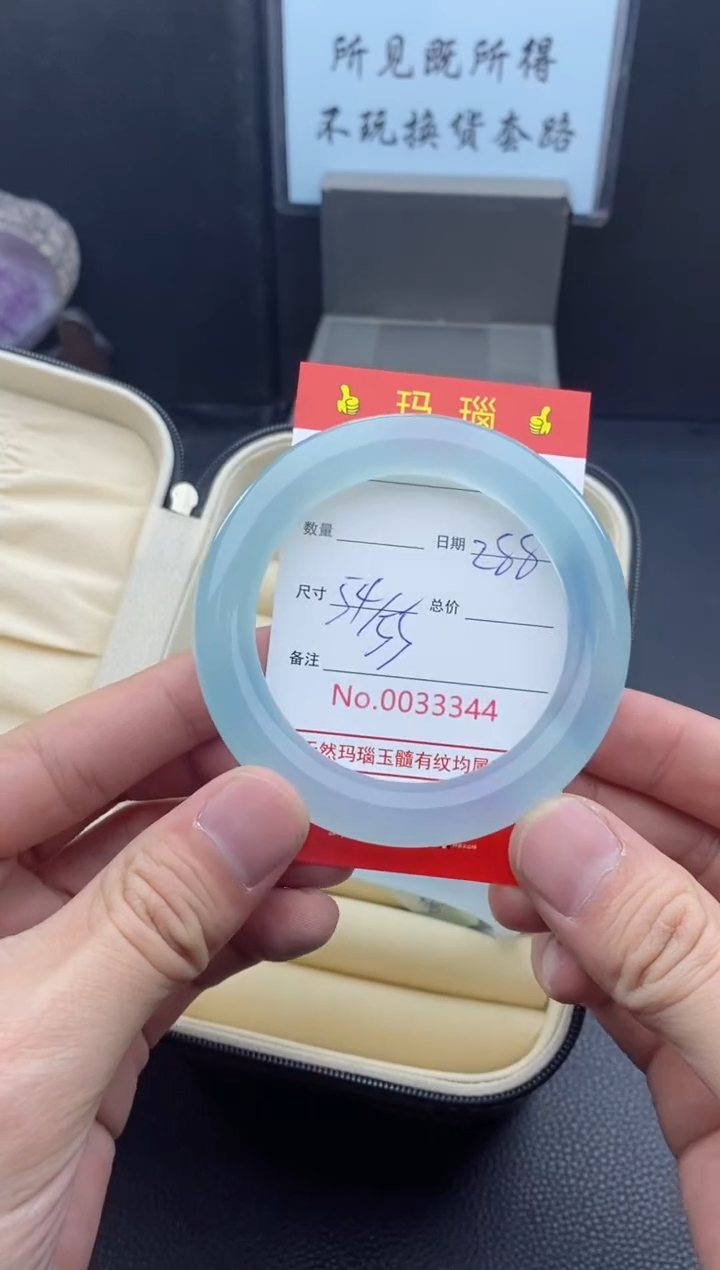 所见既所得
不玩换货套路
玛瑙
数量 日期 288
尺寸 54/55 总价
备注
No.0033344
天然玛瑙玉髓有纹均属